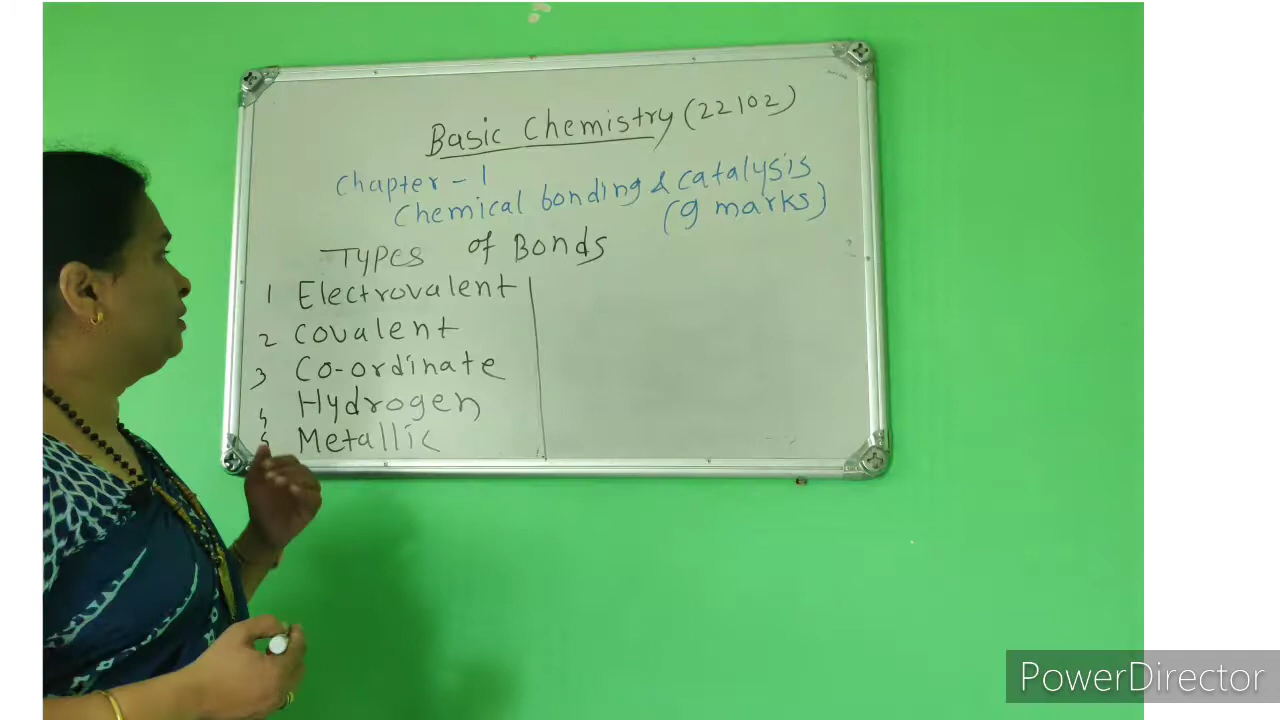 Basic Chemistry (22102)
Chapter - 1
Chemical bonding & catalysis
(9 marks)
Types of Bonds
1 Electrovalent
2 Covalent
3 Co-ordinate
4 Hydrogen
5 Metallic
PowerDirector